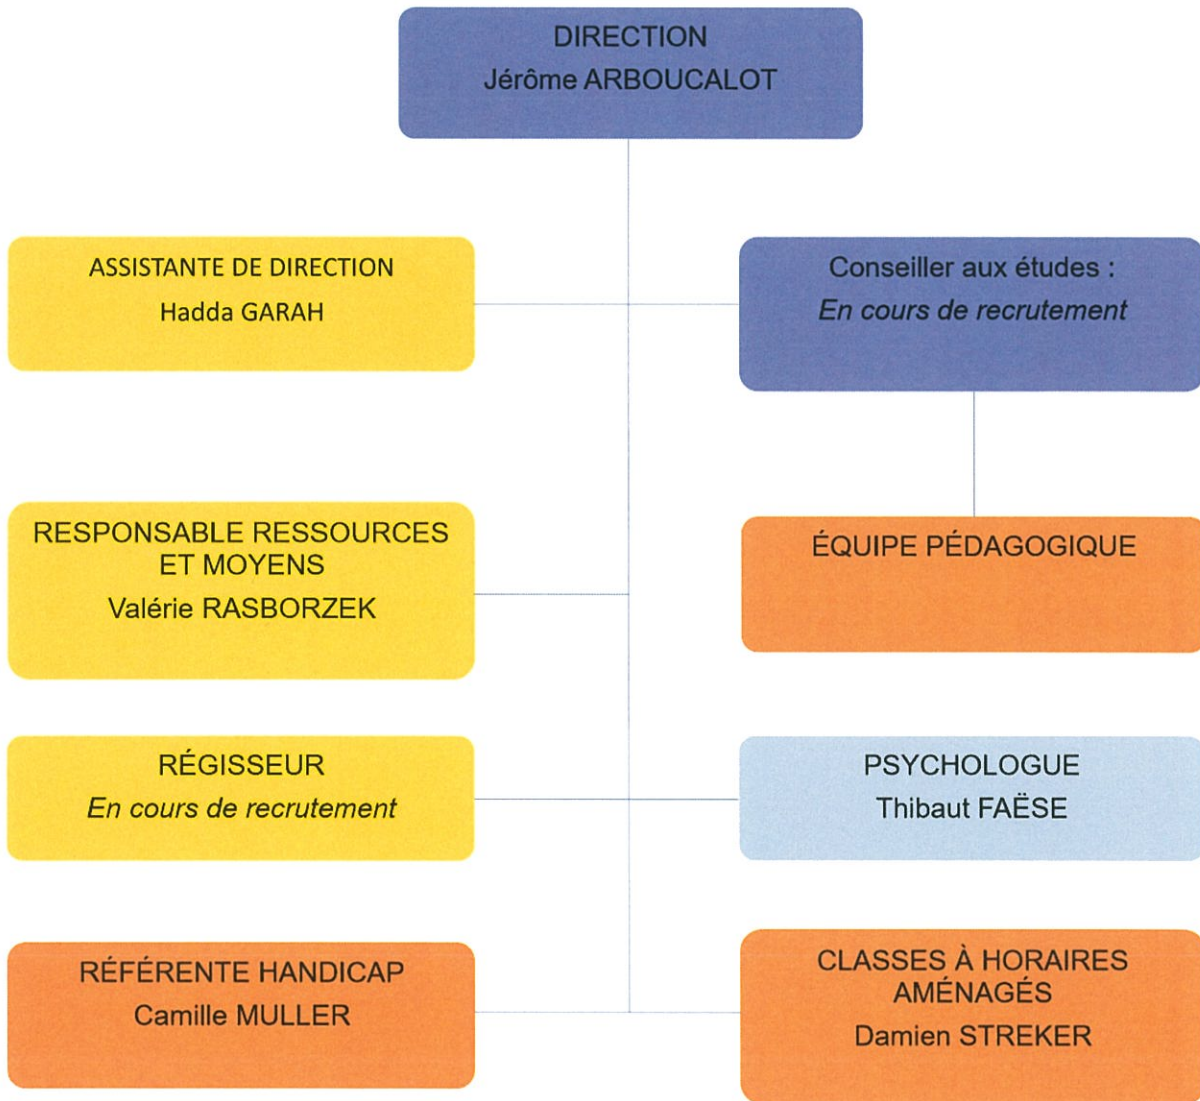 DIRECTION
Jérôme ARBOUCALOT
ASSISTANTE DE DIRECTION
Hadda GARAH
Conseiller aux études :
En cours de recrutement
RESPONSABLE RESSOURCES
ET MOYENS
Valérie RASBORZEK
ÉQUIPE PÉDAGOGIQUE
RÉGISSEUR
En cours de recrutement
PSYCHOLOGUE
Thibaut FAËSE
RÉFÉRENTE HANDICAP
Camille MULLER
CLASSES À HORAIRES
AMÉNAGÉS
Damien STREKER